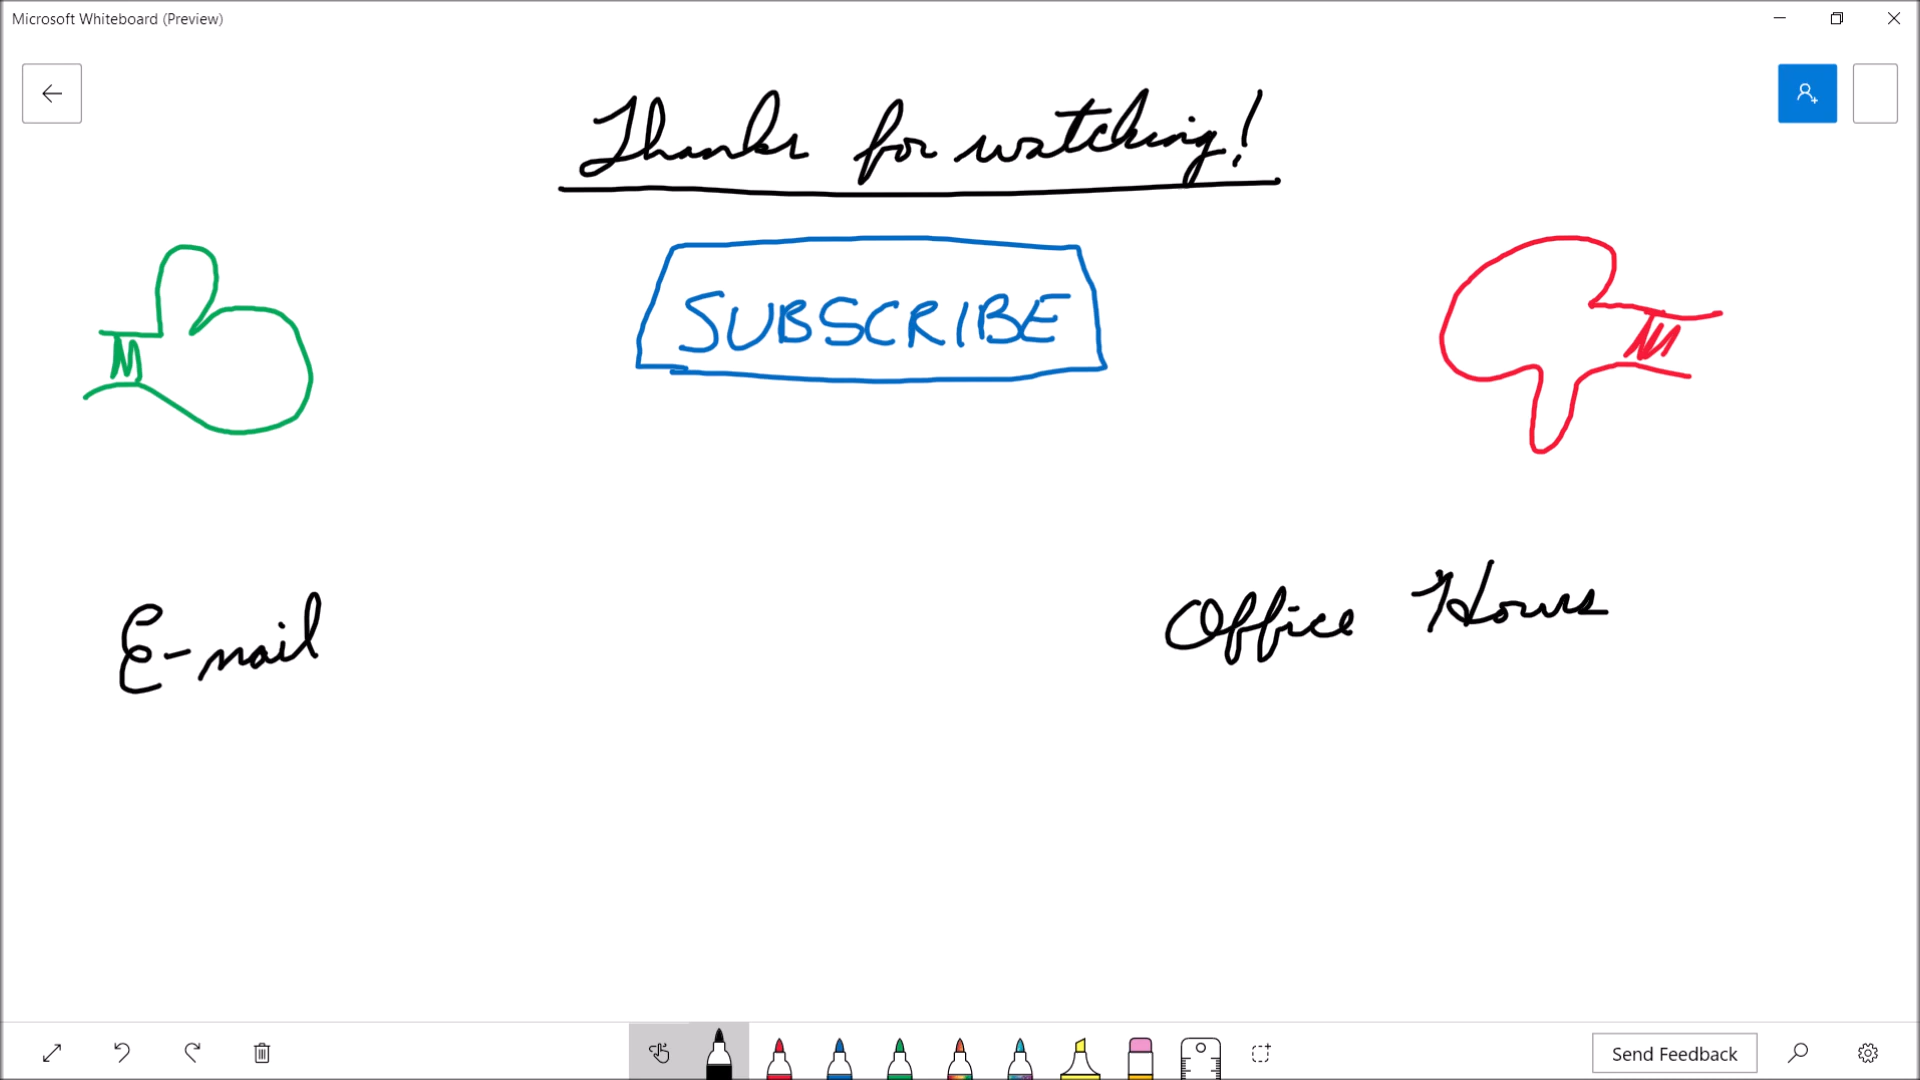 Microsoft Whiteboard (Preview)
Thanks for watching!
SUBSCRIBE
E-mail
Office Hours
Send Feedback